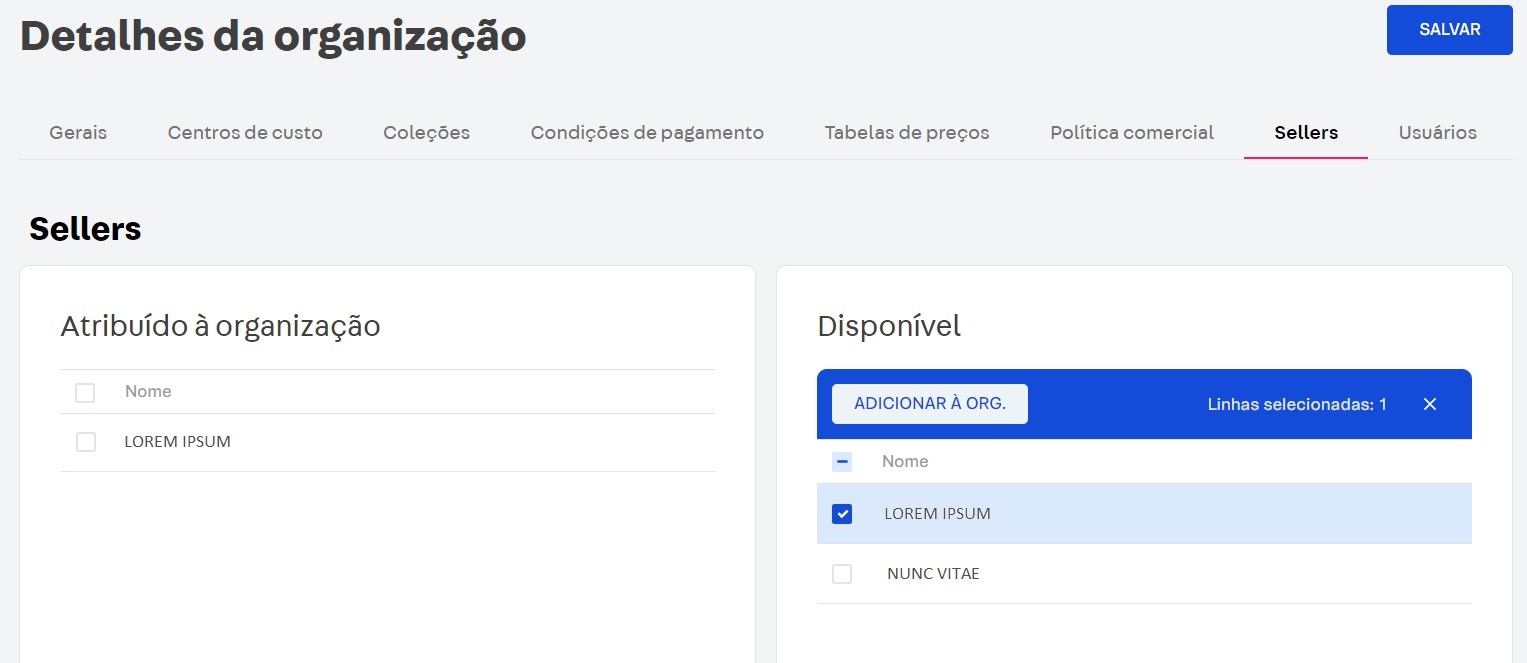 Detalhes da organização
SALVAR
Gerais Centros de custo Coleções Condições de pagamento Tabelas de preços Política comercial Sellers Usuários
Sellers
Atribuído à organização
Nome
LOREM IPSUM
Disponível
ADICIONAR À ORG. Linhas selecionadas: 1
Nome
LOREM IPSUM
NUNC VITAE